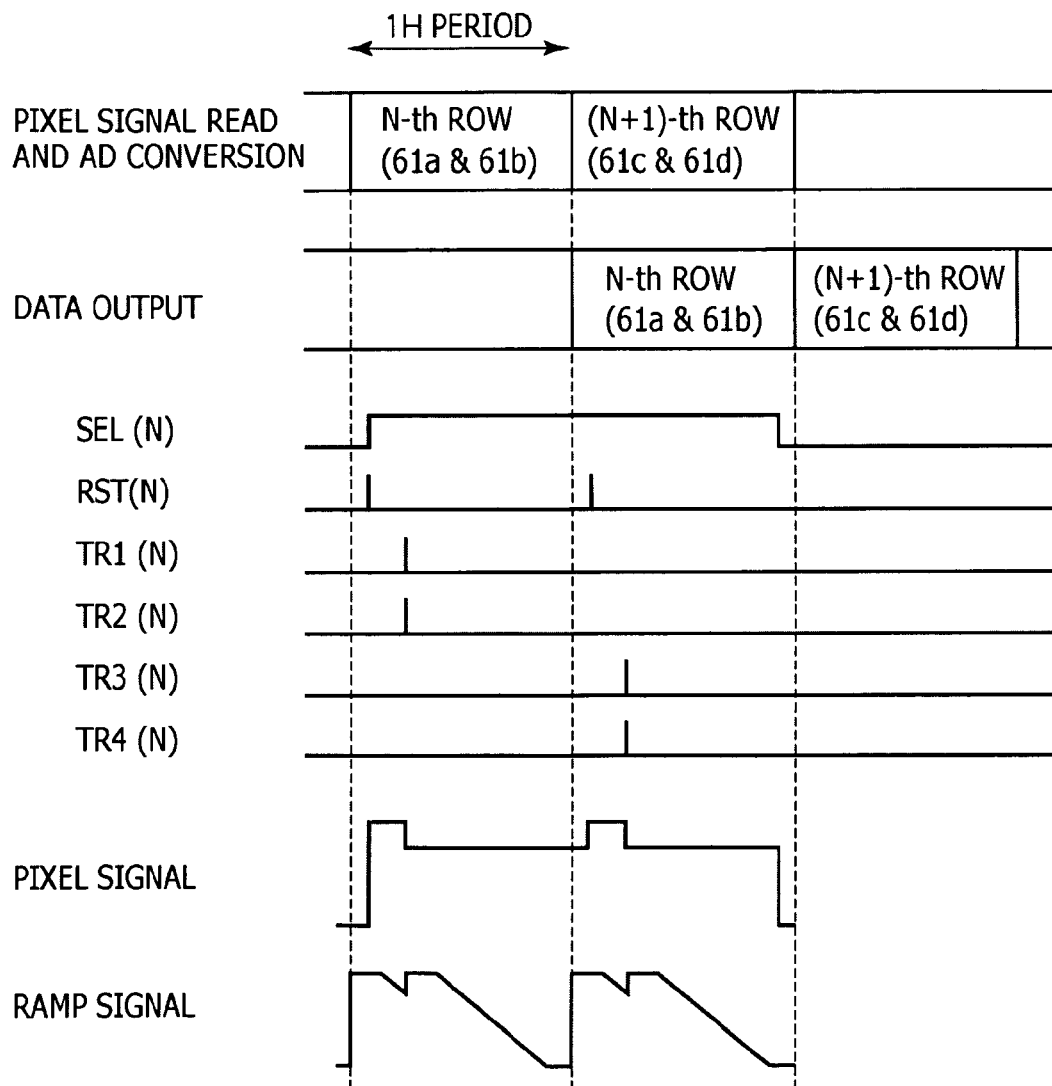 1H PERIOD
PIXEL SIGNAL READ
AND AD CONVERSION
N-th ROW
(61a & 61b)
(N+1)-th ROW
(61c & 61d)
DATA OUTPUT
N-th ROW
(61a & 61b)
(N+1)-th ROW
(61c & 61d)
SEL (N)
RST(N)
TR1 (N)
TR2 (N)
TR3 (N)
TR4 (N)
PIXEL SIGNAL
RAMP SIGNAL